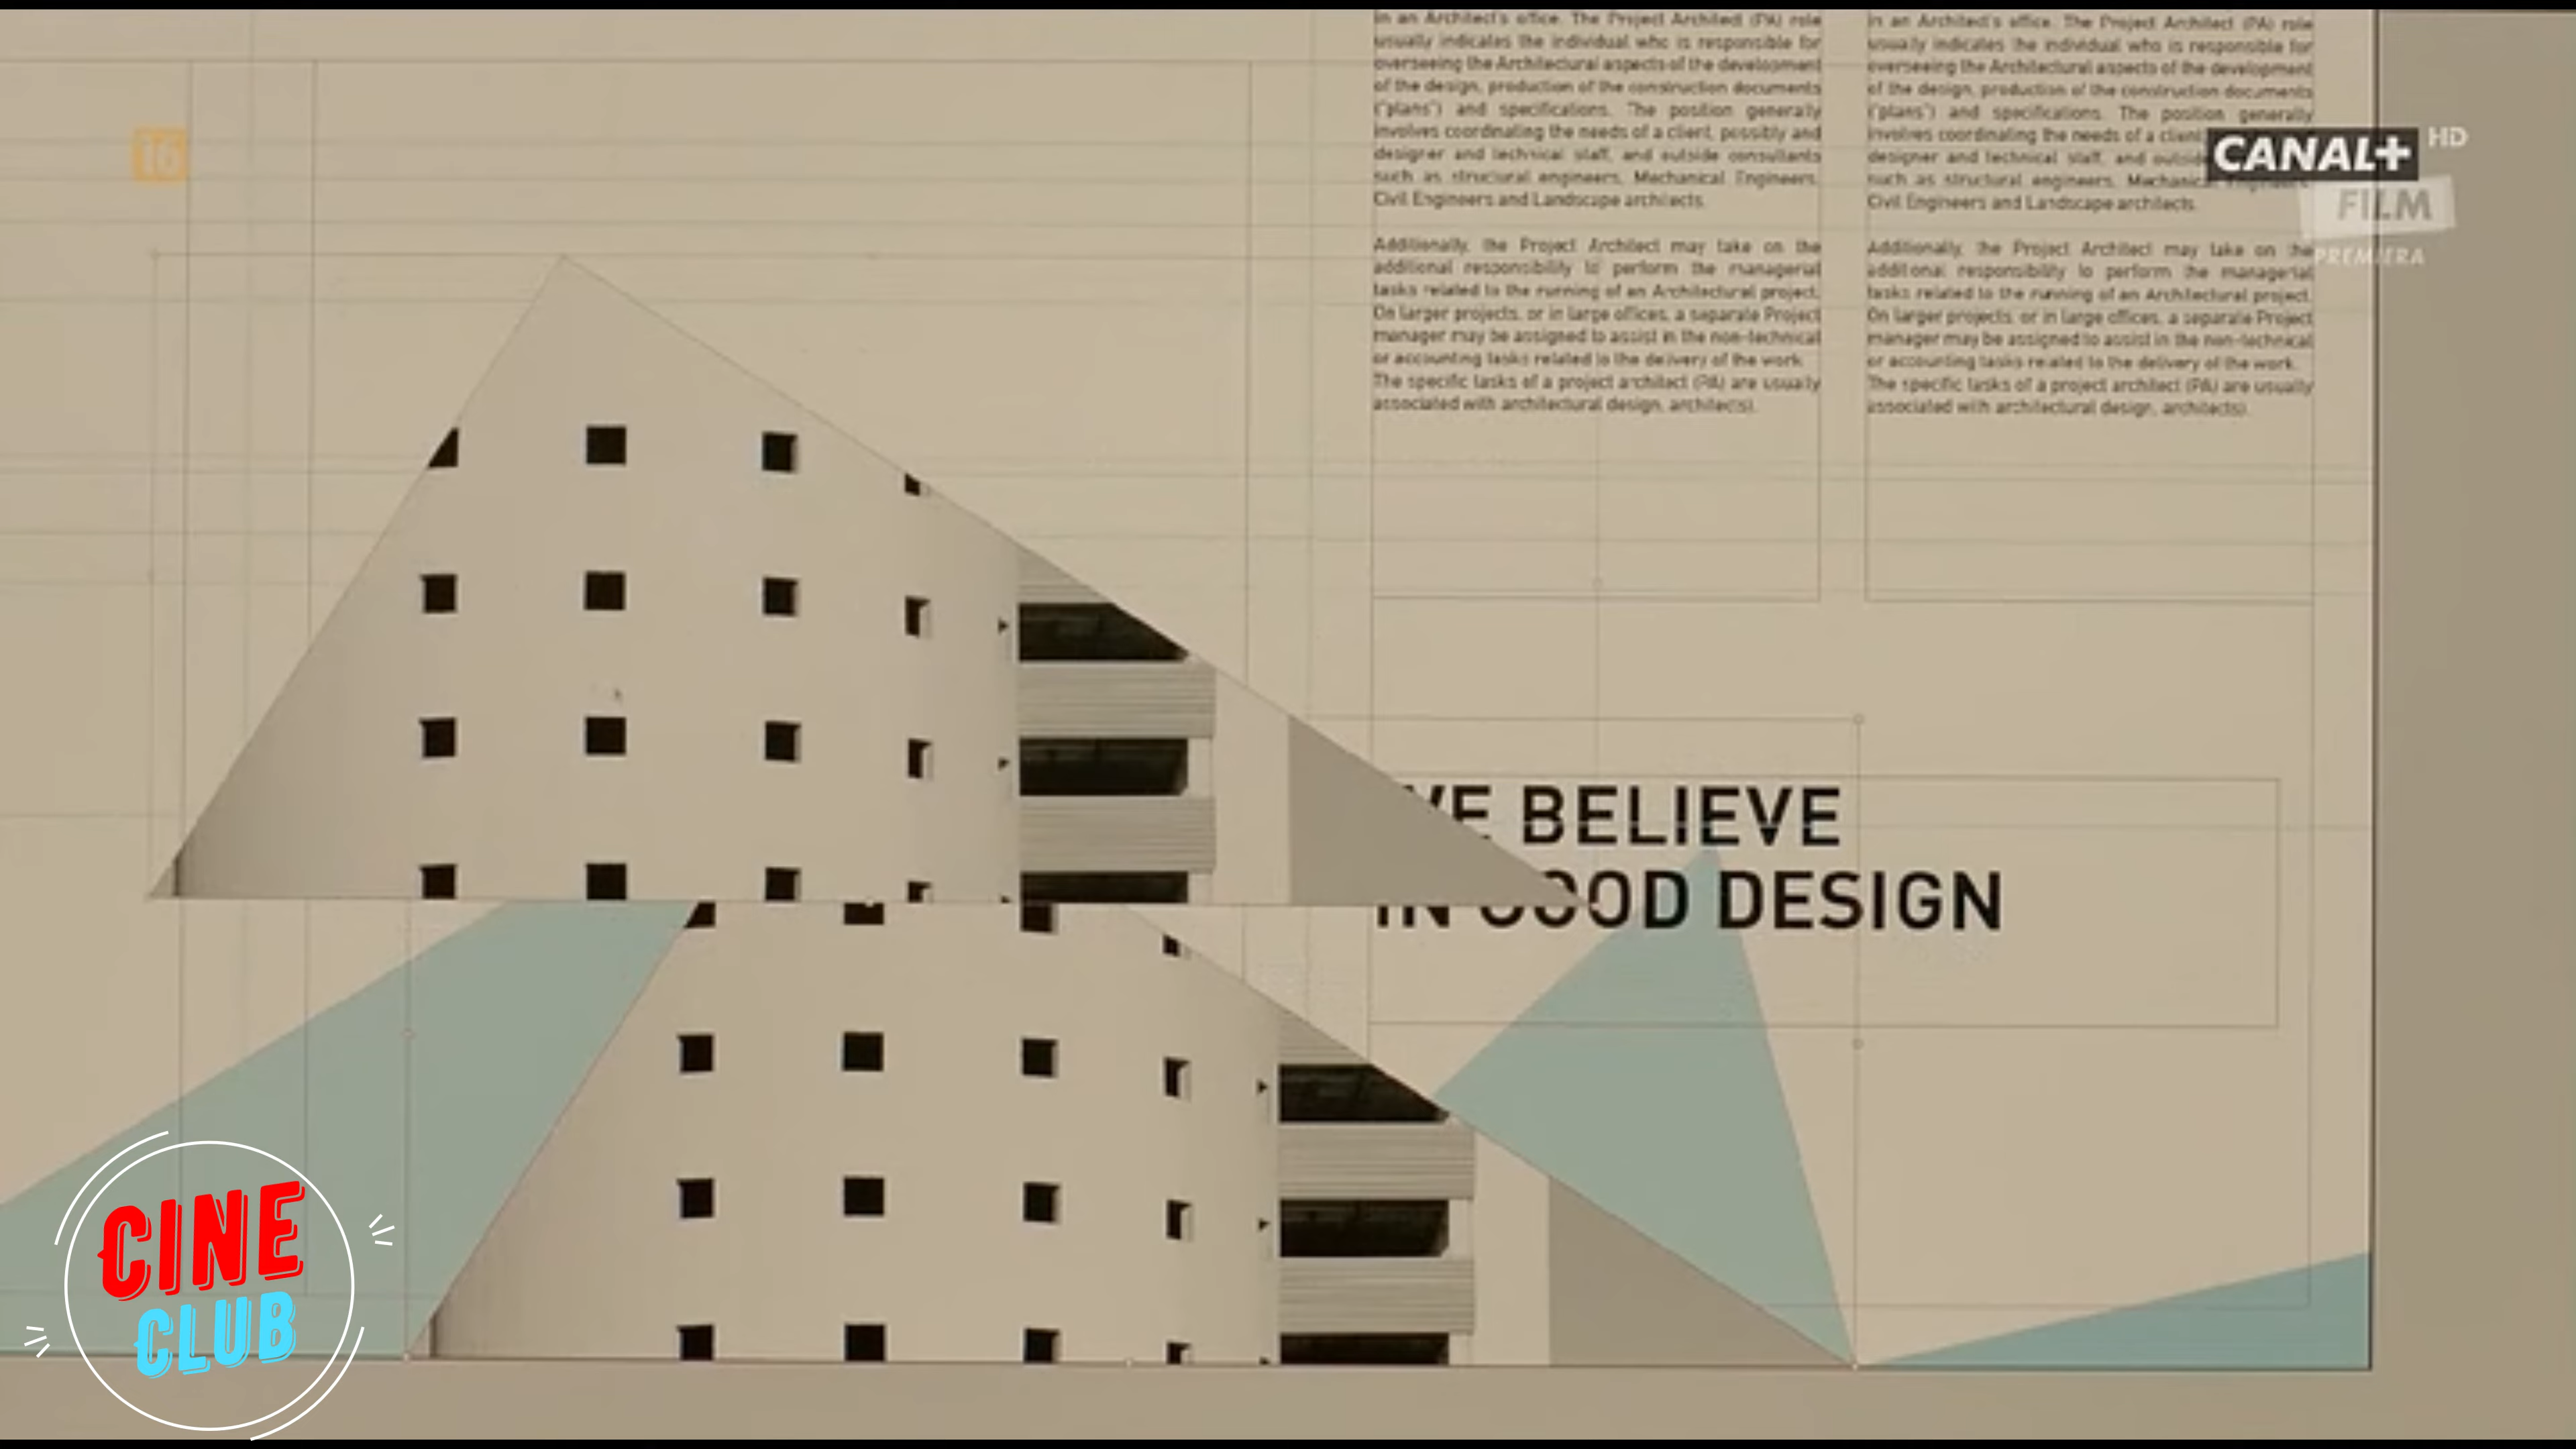 in an Architect's office. The Project Architect (PA) role
usually indicates the individual who is responsible for
overseeing the Architectural aspects of the development
of the design, production of the construction documents
("plans") and specifications. The position generally
involves coordinating the needs of a client, possibly and
designer and technical staff, and outside consultants
such as structural engineers, Mechanical Engineers,
Civil Engineers and Landscape architects.
Additionally, the Project Architect may take on the
additional responsibility to perform the managerial
tasks related to the running of an Architectural project.
On larger projects, or in large offices, a separate Project
manager may be assigned to assist in the non-technical
or accounting tasks related to the delivery of the work.
The specific tasks of a project architect (PA) are usually
associated with architectural design, architects).
in an Architect's office. The Project Architect (PA) role
usually indicates the individual who is responsible for
overseeing the Architectural aspects of the development
of the design, production of the construction documents
("plans") and specifications. The position generally
involves coordinating the needs of a client
designer and technical staff, and outside
such as structural engineers, Mechanical Engineers,
Civil Engineers and Landscape architects.
Additionally, the Project Architect may take on the
additional responsibility to perform the managerial
tasks related to the running of an Architectural project.
On larger projects, or in large offices, a separate Project
manager may be assigned to assist in the non-technical
or accounting tasks related to the delivery of the work.
The specific tasks of a project architect (PA) are usually
associated with architectural design, architects).
16
CANAL+ HD
FILM
PREMIERA
WE BELIEVE
IN GOOD DESIGN
CINE
CLUB